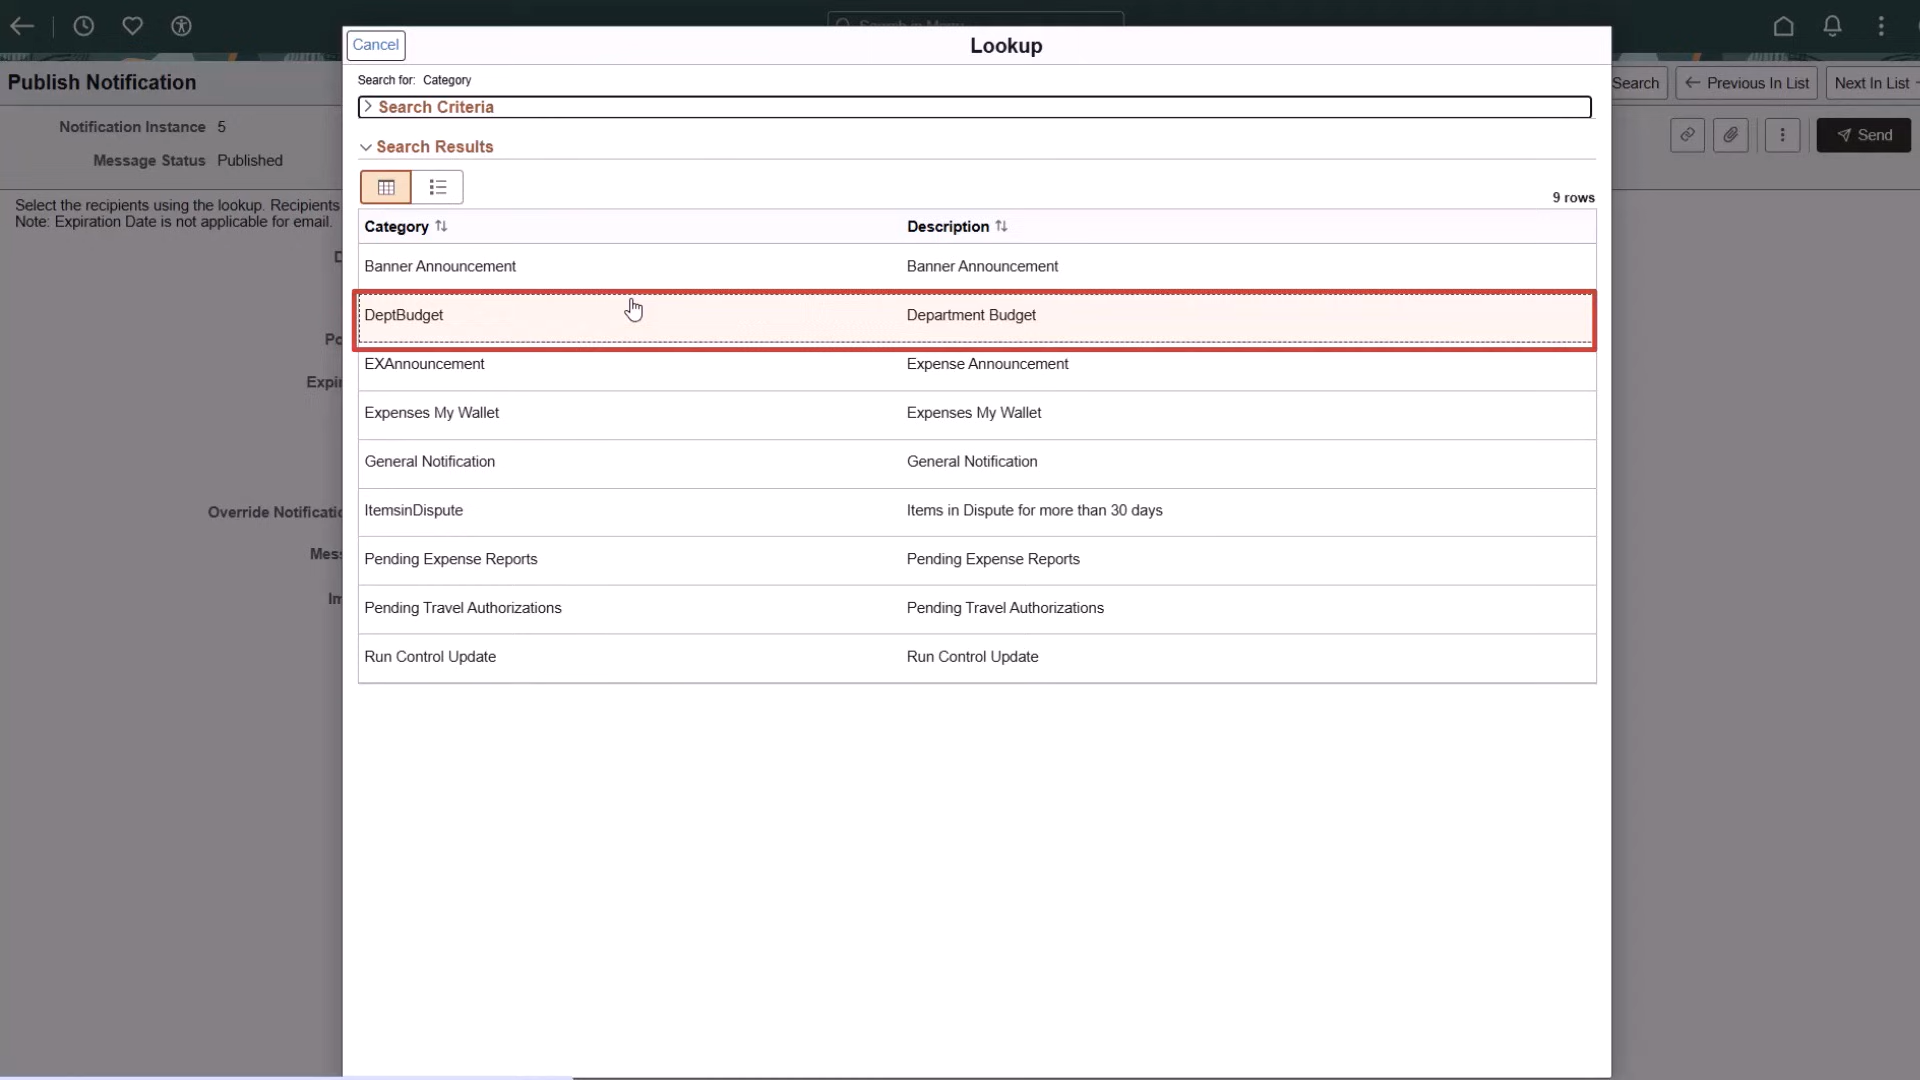 Publish Notification
Notification Instance 5
Message Status Published
Select the recipients using the lookup. Recipients
Note: Expiration Date is not applicable for email.
Override
Cancel
Lookup
Search for: Category
Search Criteria
Search Results
9 rows
Category Description
Banner Announcement Banner Announcement
DeptBudget Department Budget
EXAnnouncement Expense Announcement
Expenses My Wallet Expenses My Wallet
General Notification General Notification
ItemsinDispute Items in Dispute for more than 30 days
Pending Expense Reports Pending Expense Reports
Pending Travel Authorizations Pending Travel Authorizations
Run Control Update Run Control Update
Search Previous In List Next In List
Send